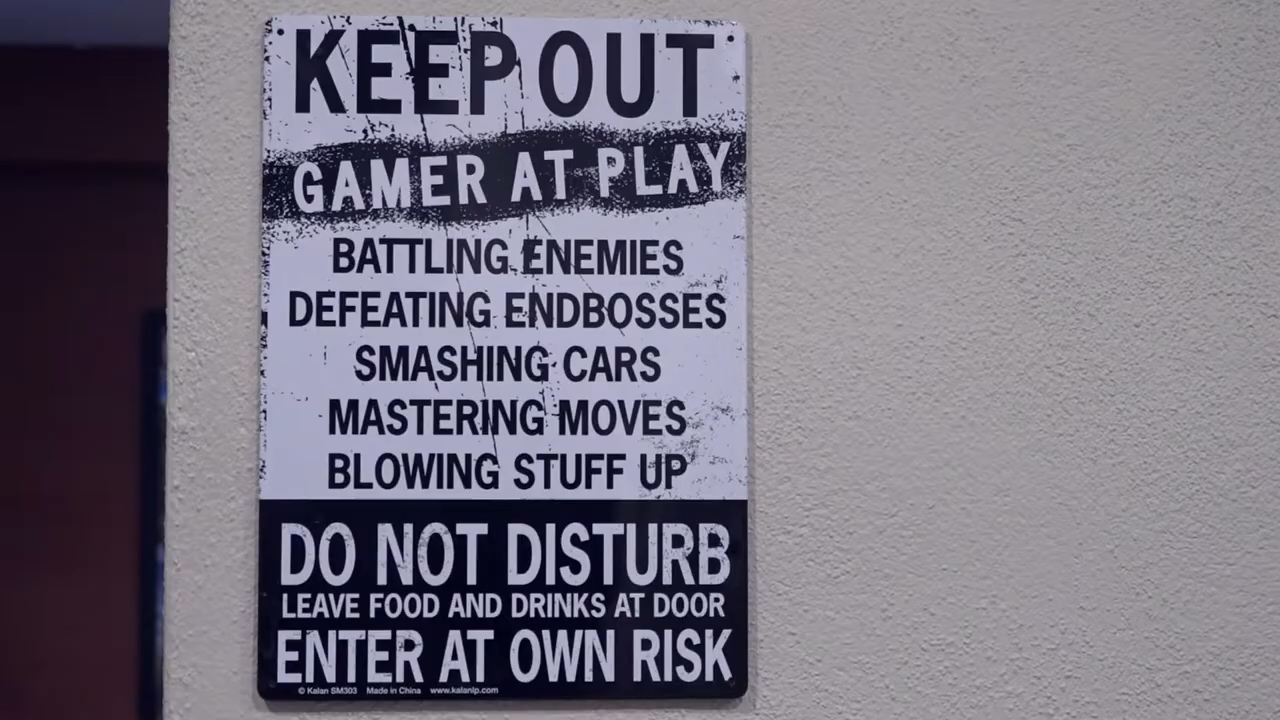 KEEP OUT
GAMER AT PLAY
BATTLING ENEMIES
DEFEATING ENDBOSSES
SMASHING CARS
MASTERING MOVES
BLOWING STUFF UP
DO NOT DISTURB
LEAVE FOOD AND DRINKS AT DOOR
ENTER AT OWN RISK
© Kalan SM303 Made in China www.kalanlp.com